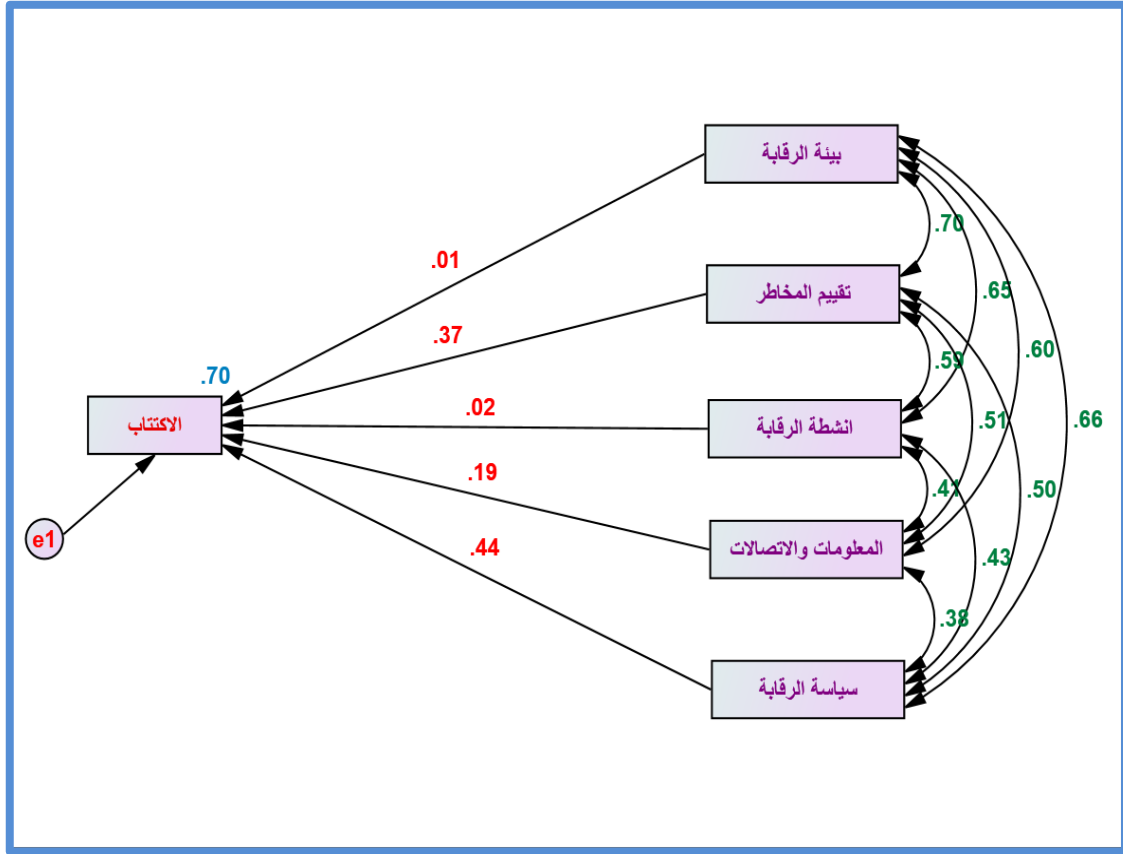 بيئة الرقابة
.70
.01
تقييم المخاطر
.65
.37
.60
.59
.70
.02
انشطة الرقابة
.51
.66
الاكتتاب
.19
.41
.50
e1
المعلومات والاتصالات
.44
.43
.38
سياسة الرقابة